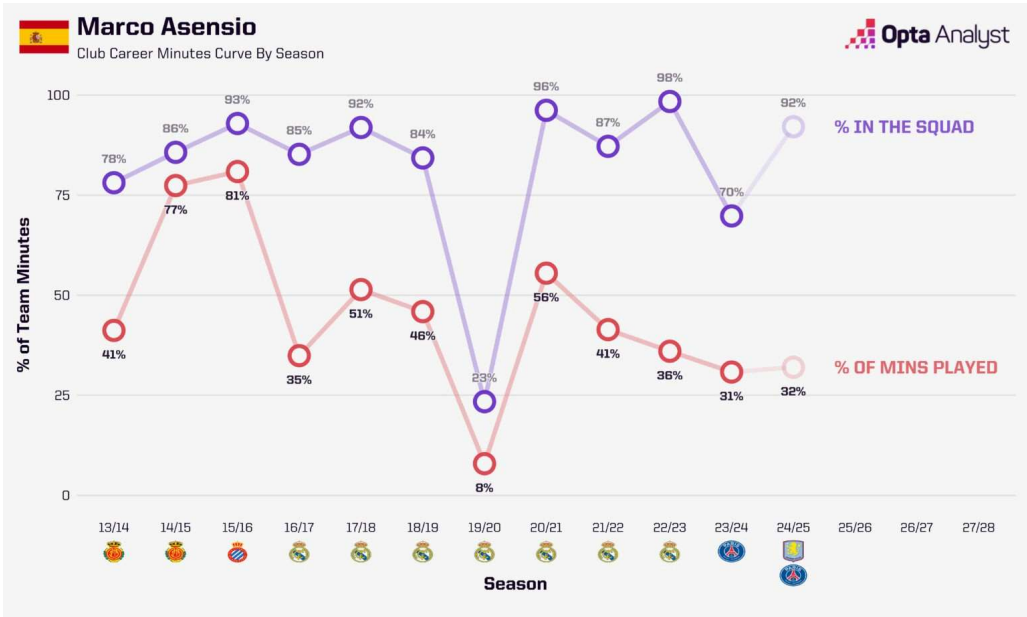 Marco Asensio
Club Career Minutes Curve By Season
Opta Analyst
% of Team Minutes
100
75
50
25
0
78%
86%
93%
85%
92%
84%
23%
96%
87%
98%
70%
92%
% IN THE SQUAD
41%
77%
81%
35%
51%
46%
8%
56%
41%
36%
31%
32%
% OF MINS PLAYED
13/14 14/15 15/16 16/17 17/18 18/19 19/20 20/21 21/22 22/23 23/24 24/25 25/26 26/27 27/28
PARIS
PARIS
Season